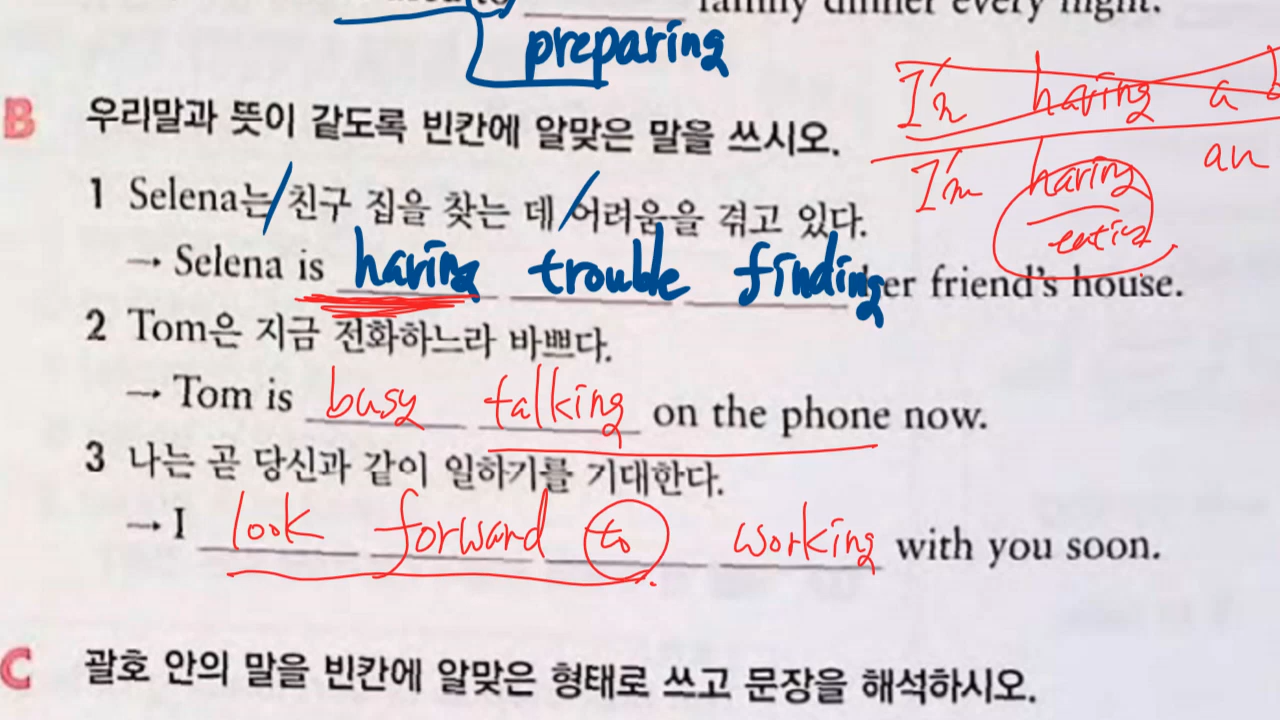 to family dinner every night.
preparing
I'm having a
I'm having an
eating
B 우리말과 뜻이 같도록 빈칸에 알맞은 말을 쓰시오.
1 Selena는/친구 집을 찾는 데/어려움을 겪고 있다.
→ Selena is having trouble finding her friend's house.
2 Tom은 지금 전화하느라 바쁘다.
→ Tom is busy talking on the phone now.
3 나는 곧 당신과 같이 일하기를 기대한다.
→ I look forward to working with you soon.
C 괄호 안의 말을 빈칸에 알맞은 형태로 쓰고 문장을 해석하시오.